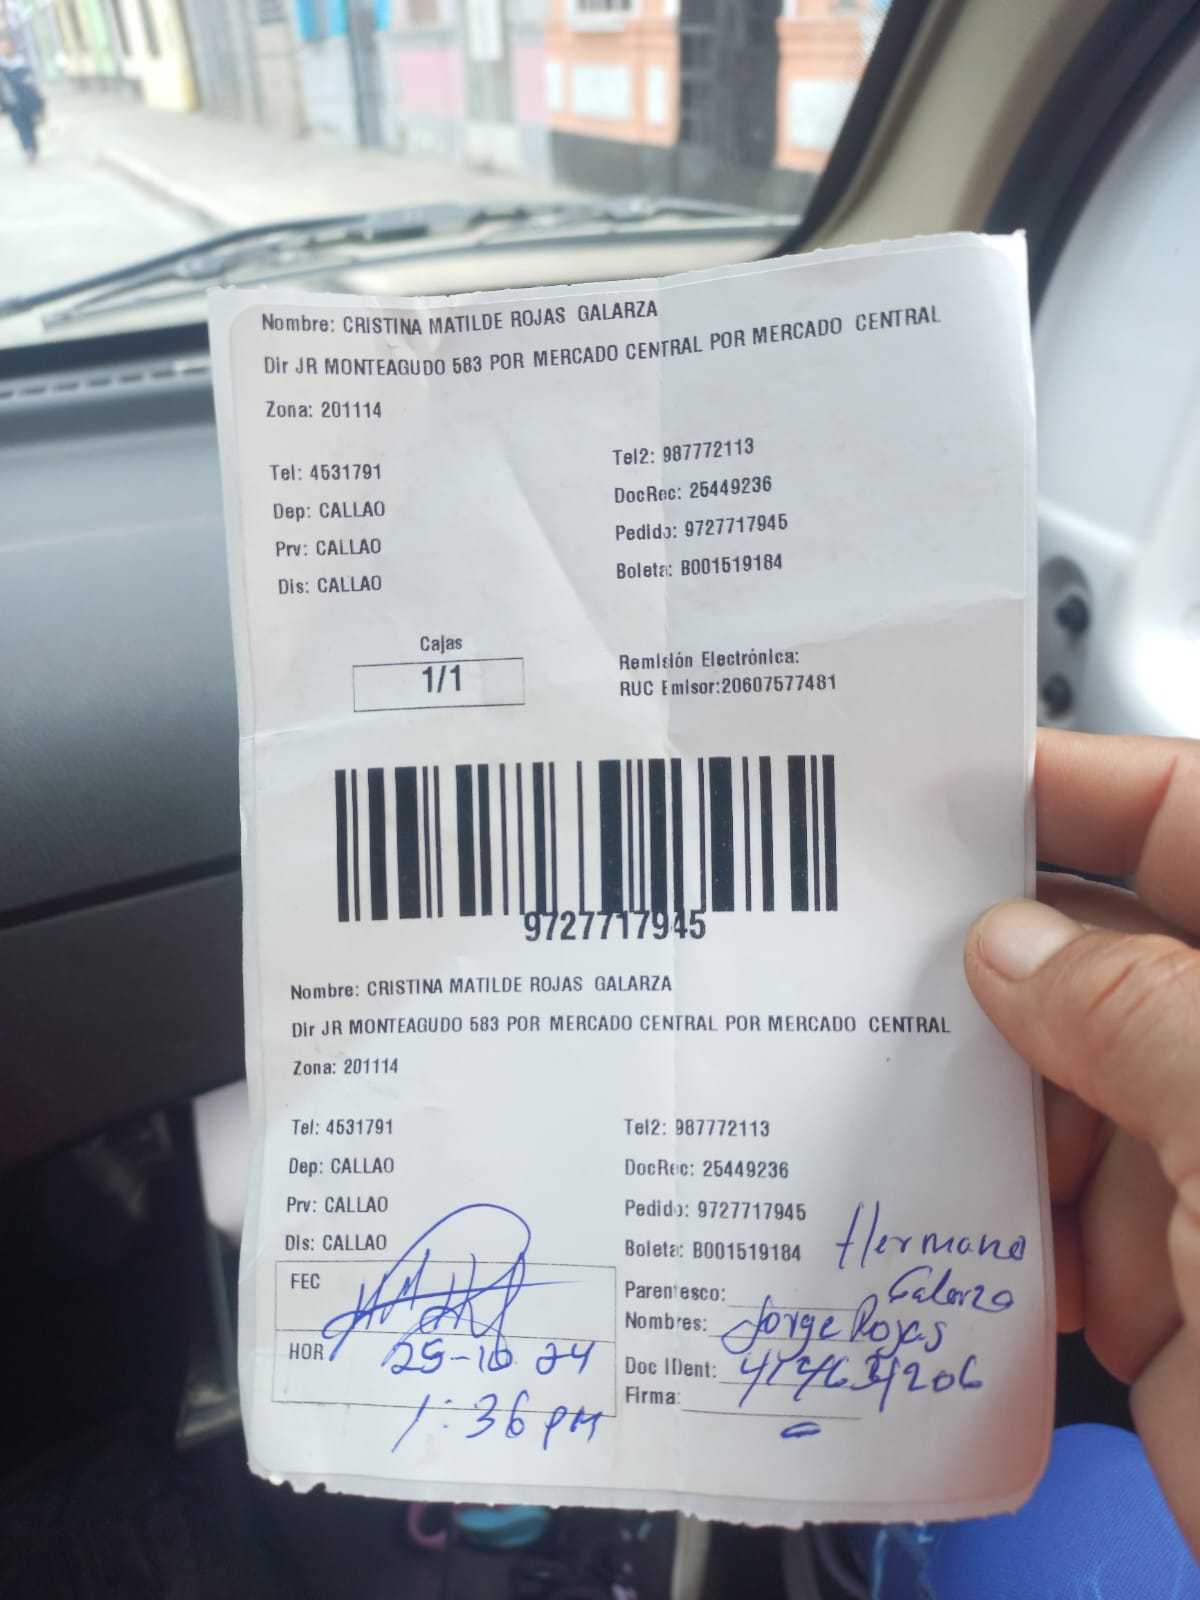 Nombre: CRISTINA MATILDE ROJAS GALARZA
Dir JR MONTEAGUDO 583 POR MERCADO CENTRAL POR MERCADO CENTRAL
Zona: 201114
Tel: 4531791
Tel2: 987772113
Dep: CALLAO
DocRec: 25449236
Prv: CALLAO
Pedido: 9727717945
Dis: CALLAO
Boleta: B001519184
Cajas
1/1
Remisión Electrónica:
RUC Emisor:20607577481
9727717945
Nombre: CRISTINA MATILDE ROJAS GALARZA
Dir JR MONTEAGUDO 583 POR MERCADO CENTRAL POR MERCADO CENTRAL
Zona: 201114
Tel: 4531791
Tel2: 987772113
Dep: CALLAO
DocRec: 25449236
Prv: CALLAO
Pedido: 9727717945
Dis: CALLAO
Boleta: B001519184
Hermano
FEC
Parentesco:
Galarza
Nombres: Jorge Rojas
HOR
25-10 24
Doc IDent:
Firma:
1:36 PM